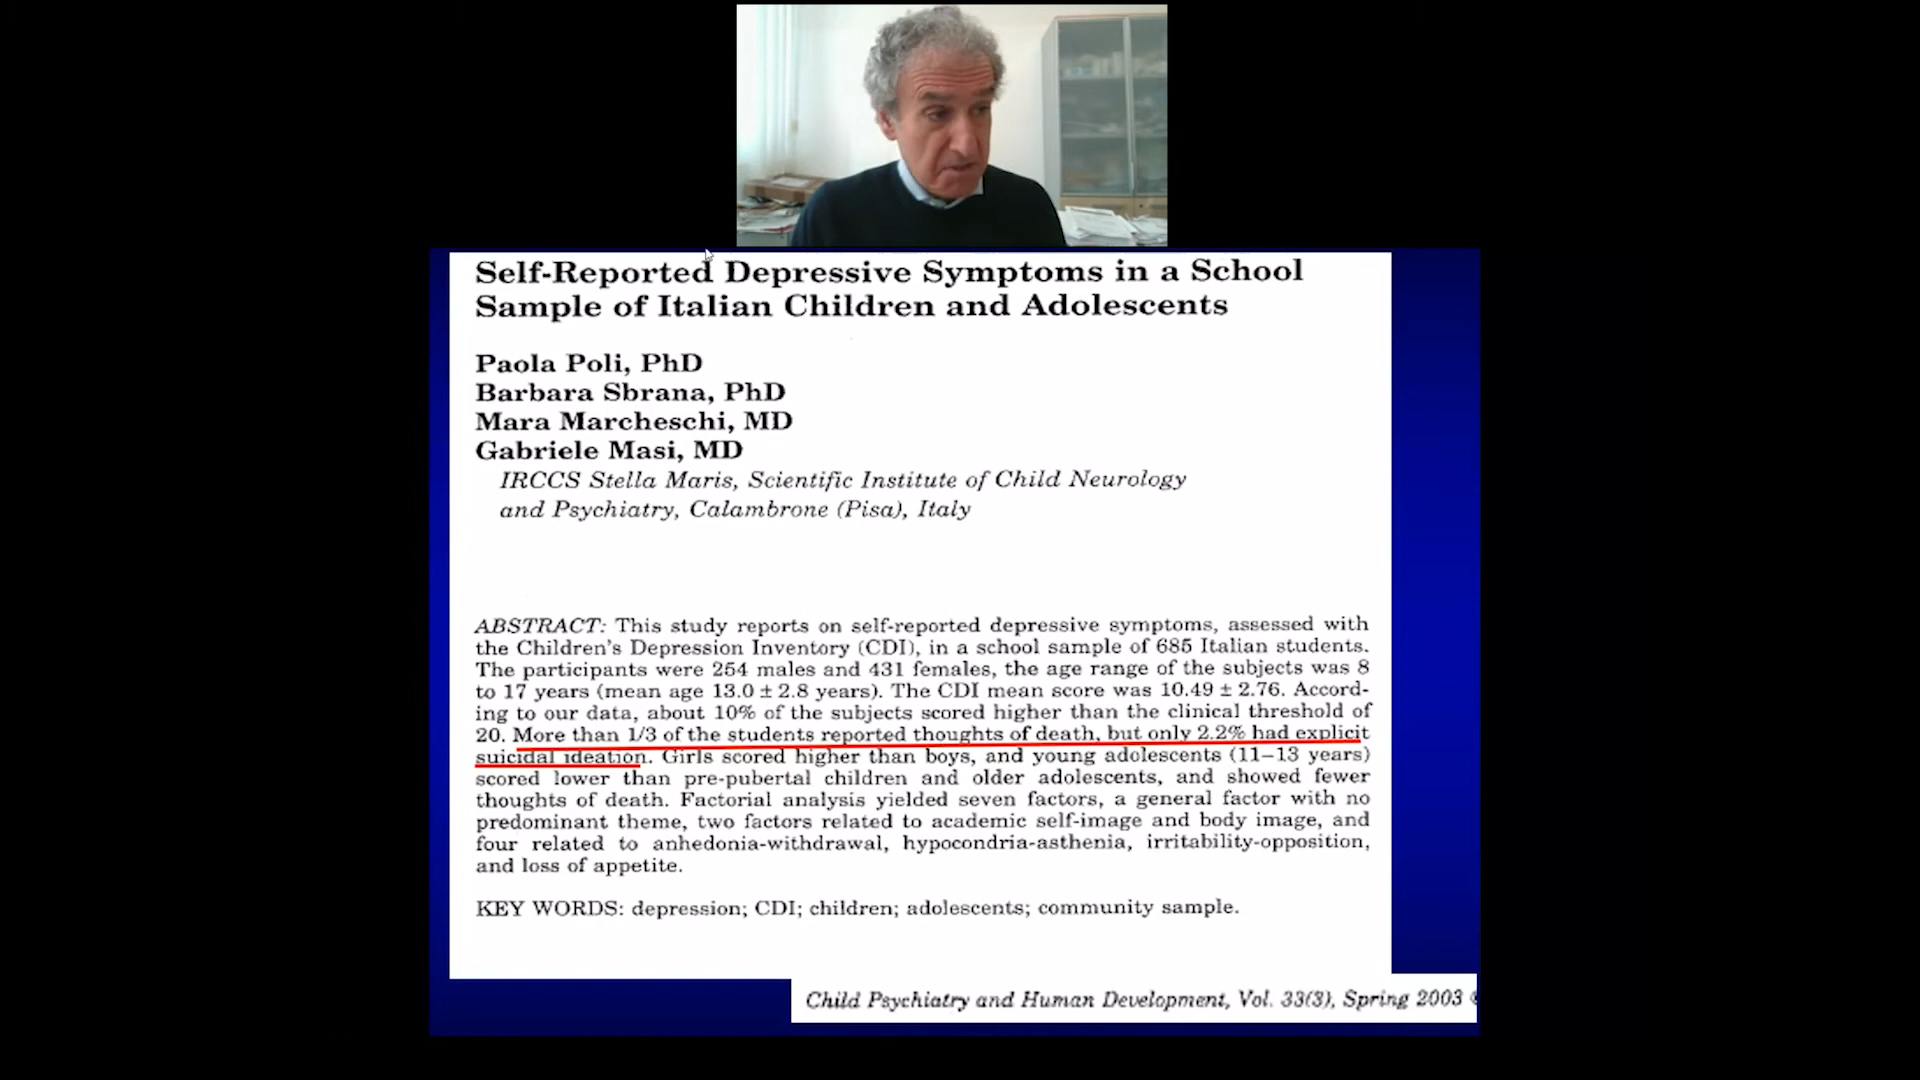 Self-Reported Depressive Symptoms in a School
Sample of Italian Children and Adolescents
Paola Poli, PhD
Barbara Sbrana, PhD
Mara Marcheschi, MD
Gabriele Masi, MD
IRCCS Stella Maris, Scientific Institute of Child Neurology
and Psychiatry, Calambrone (Pisa), Italy
ABSTRACT: This study reports on self-reported depressive symptoms, assessed with
the Children's Depression Inventory (CDI), in a school sample of 685 Italian students.
The participants were 254 males and 431 females, the age range of the subjects was 8
to 17 years (mean age 13.0 ± 2.8 years). The CDI mean score was 10.49 ± 2.76. Accord-
ing to our data, about 10% of the subjects scored higher than the clinical threshold of
20. More than 1/3 of the students reported thoughts of death, but only 2.2% had explicit
suicidal ideation. Girls scored higher than boys, and young adolescents (11–13 years)
scored lower than pre-pubertal children and older adolescents, and showed fewer
thoughts of death. Factorial analysis yielded seven factors, a general factor with no
predominant theme, two factors related to academic self-image and body image, and
four related to anhedonia-withdrawal, hypocondria-asthenia, irritability-opposition,
and loss of appetite.
KEY WORDS: depression; CDI; children; adolescents; community sample.
Child Psychiatry and Human Development, Vol. 33(3), Spring 2003 ©